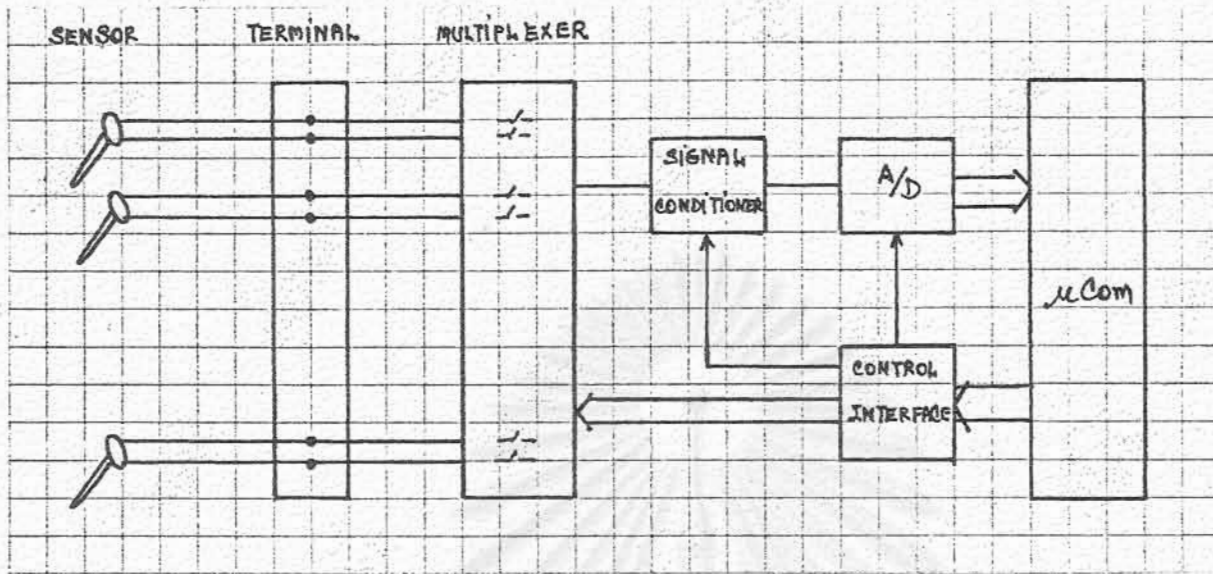 SENSOR
TERMINAL
MULTIPLEXER
SIGNAL
CONDITIONER
A/D
μCom
CONTROL
INTERFACE